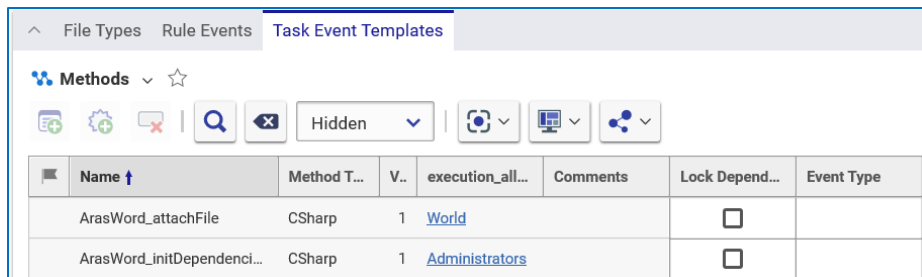 File Types Rule Events Task Event Templates
Methods
Hidden
Name Method T... V.. execution_all... Comments Lock Depend... Event Type
ArasWord_attachFile CSharp 1 World
ArasWord_initDependenci... CSharp 1 Administrators